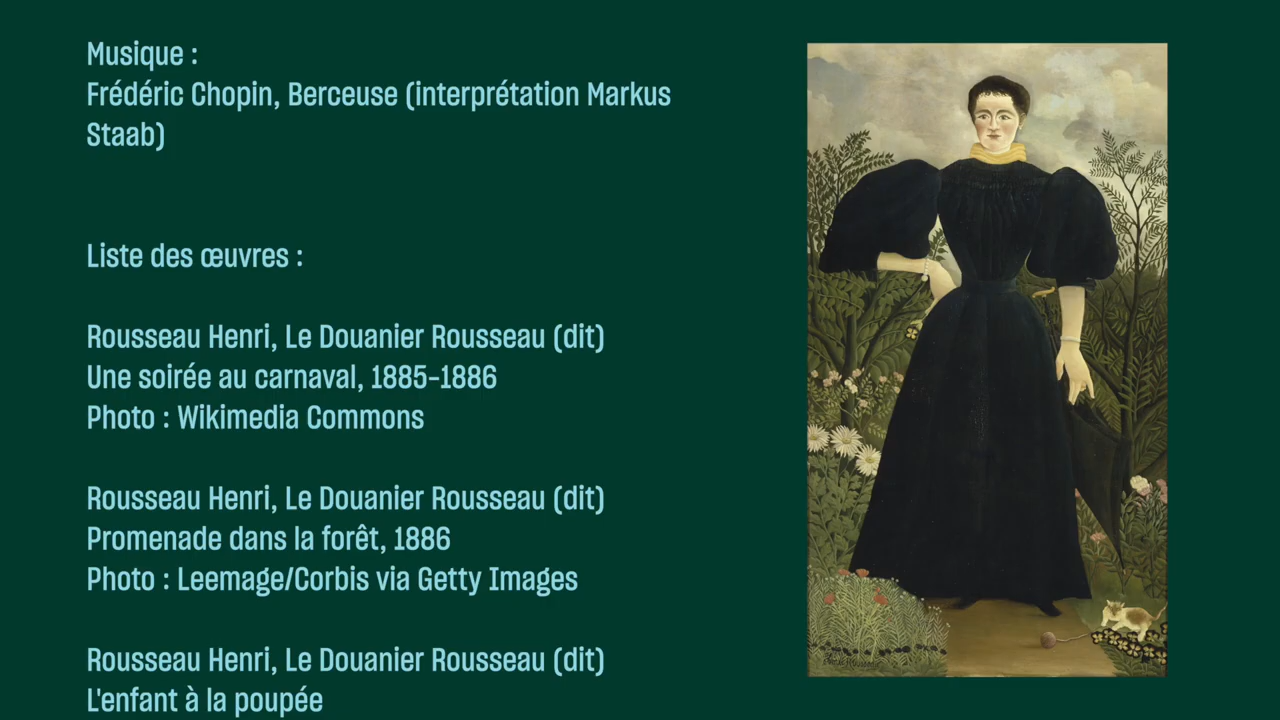 Musique :
Frédéric Chopin, Berceuse (interprétation Markus
Staab)
Liste des œuvres :
Rousseau Henri, Le Douanier Rousseau (dit)
Une soirée au carnaval, 1885-1886
Photo : Wikimedia Commons
Rousseau Henri, Le Douanier Rousseau (dit)
Promenade dans la forêt, 1886
Photo : Leemage/Corbis via Getty Images
Rousseau Henri, Le Douanier Rousseau (dit)
L'enfant à la poupée